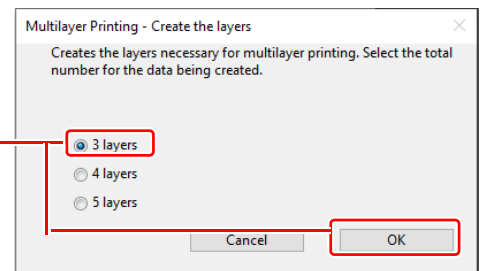 Multilayer Printing - Create the layers
Creates the layers necessary for multilayer printing. Select the total
number for the data being created.
3 layers
4 layers
5 layers
Cancel
OK